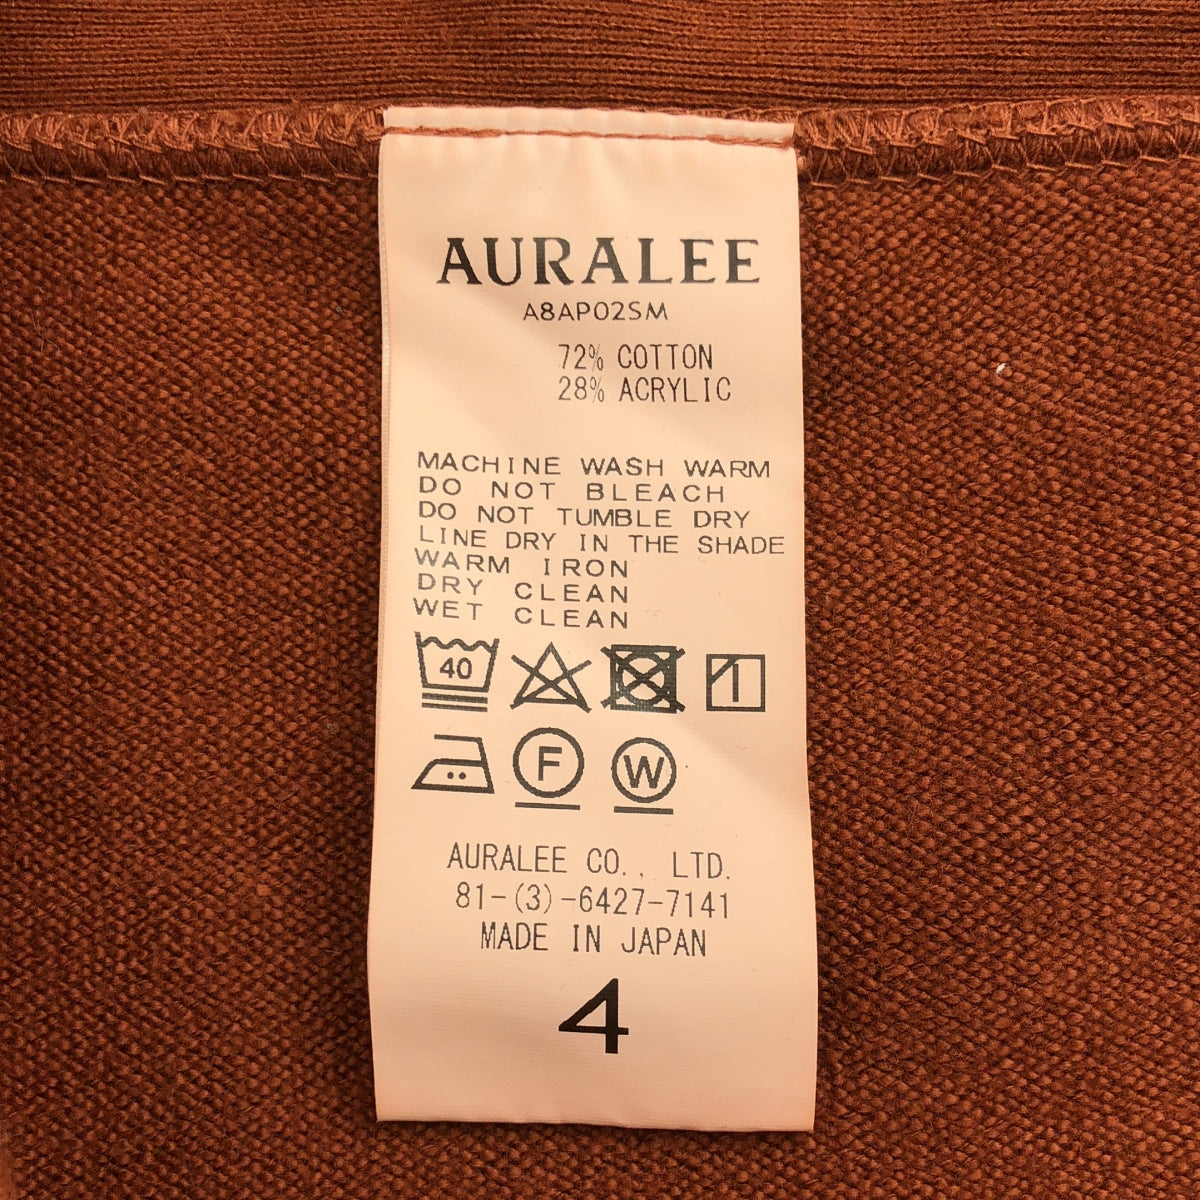 AURALEE
A8AP02SM
72% COTTON
28% ACRYLIC
MACHINE WASH WARM
DO NOT BLEACH
DO NOT TUMBLE DRY
LINE DRY IN THE SHADE
WARM IRON
DRY CLEAN
WET CLEAN
40
F W
AURALEE CO., LTD.
81-(3)-6427-7141
MADE IN JAPAN
4